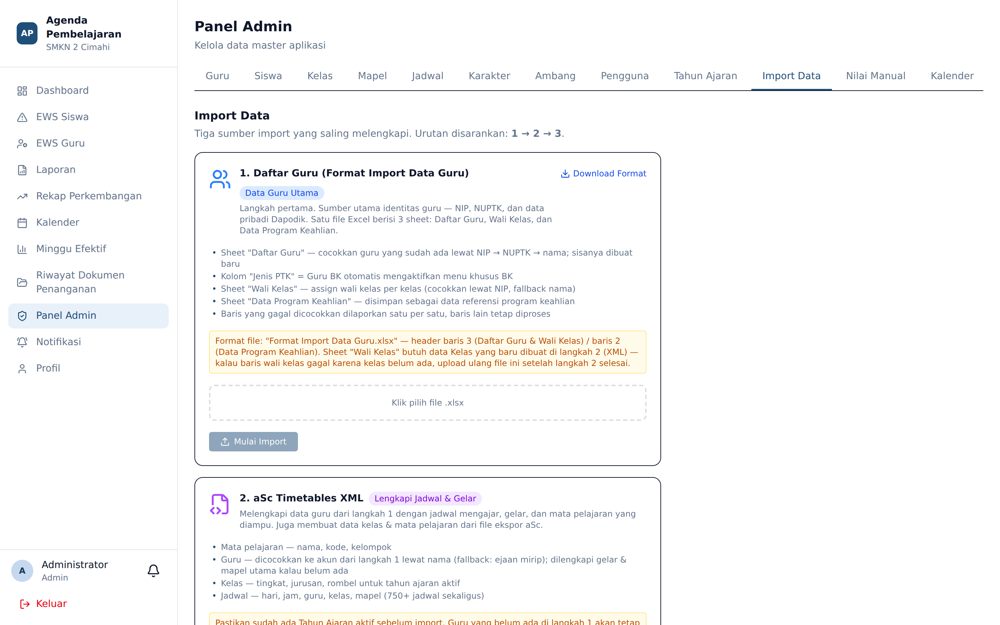 AP
Agenda
Pembelajaran
SMKN 2 Cimahi
Dashboard
EWS Siswa
EWS Guru
Laporan
Rekap Perkembangan
Kalender
Minggu Efektif
Riwayat Dokumen
Penanganan
Panel Admin
Notifikasi
Profil
A
Administrator
Admin
Keluar
Panel Admin
Kelola data master aplikasi
Guru Siswa Kelas Mapel Jadwal Karakter Ambang Pengguna Tahun Ajaran Import Data Nilai Manual Kalender
Import Data
Tiga sumber import yang saling melengkapi. Urutan disarankan: 1 → 2 → 3.
1. Daftar Guru (Format Import Data Guru)
Download Format
Data Guru Utama
Langkah pertama. Sumber utama identitas guru — NIP, NUPTK, dan data
pribadi Dapodik. Satu file Excel berisi 3 sheet: Daftar Guru, Wali Kelas, dan
Data Program Keahlian.
• Sheet "Daftar Guru" — cocokkan guru yang sudah ada lewat NIP → NUPTK → nama; sisanya dibuat
baru
• Kolom "Jenis PTK" = Guru BK otomatis mengaktifkan menu khusus BK
• Sheet "Wali Kelas" — assign wali kelas per kelas (cocokkan lewat NIP, fallback nama)
• Sheet "Data Program Keahlian" — disimpan sebagai data referensi program keahlian
• Baris yang gagal dicocokkan dilaporkan satu per satu, baris lain tetap diproses
Format file: "Format Import Data Guru.xlsx" — header baris 3 (Daftar Guru & Wali Kelas) / baris 2
(Data Program Keahlian). Sheet "Wali Kelas" butuh data Kelas yang baru dibuat di langkah 2 (XML) —
kalau baris wali kelas gagal karena kelas belum ada, upload ulang file ini setelah langkah 2 selesai.
Klik pilih file .xlsx
Mulai Import
2. aSc Timetables XML
Lengkapi Jadwal & Gelar
Melengkapi data guru dari langkah 1 dengan jadwal mengajar, gelar, dan mata pelajaran yang
diampu. Juga membuat data kelas & mata pelajaran dari file ekspor aSc.
• Mata pelajaran — nama, kode, kelompok
• Guru — dicocokkan ke akun dari langkah 1 lewat nama (fallback: ejaan mirip); dilengkapi gelar &
mapel utama kalau belum ada
• Kelas — tingkat, jurusan, rombel untuk tahun ajaran aktif
• Jadwal — hari, jam, guru, kelas, mapel (750+ jadwal sekaligus)
Pastikan sudah ada Tahun Ajaran aktif sebelum import. Guru yang belum ada di langkah 1 akan tetap